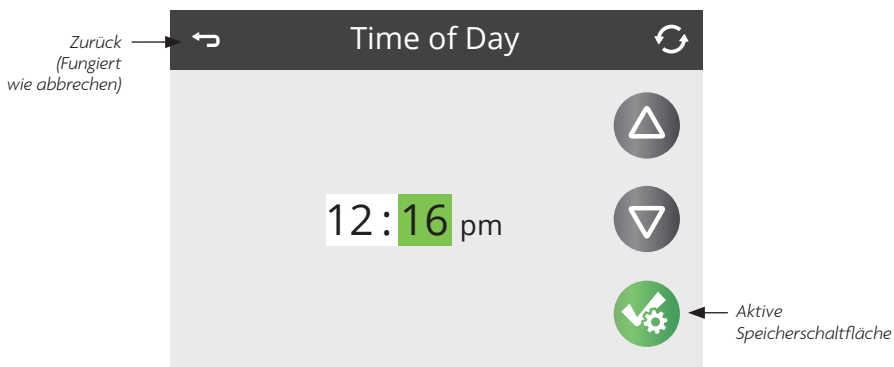 Time of Day
Zurück
(Fungiert
wie abbrechen)
12:16 pm
Aktive
Speicherschaltfläche